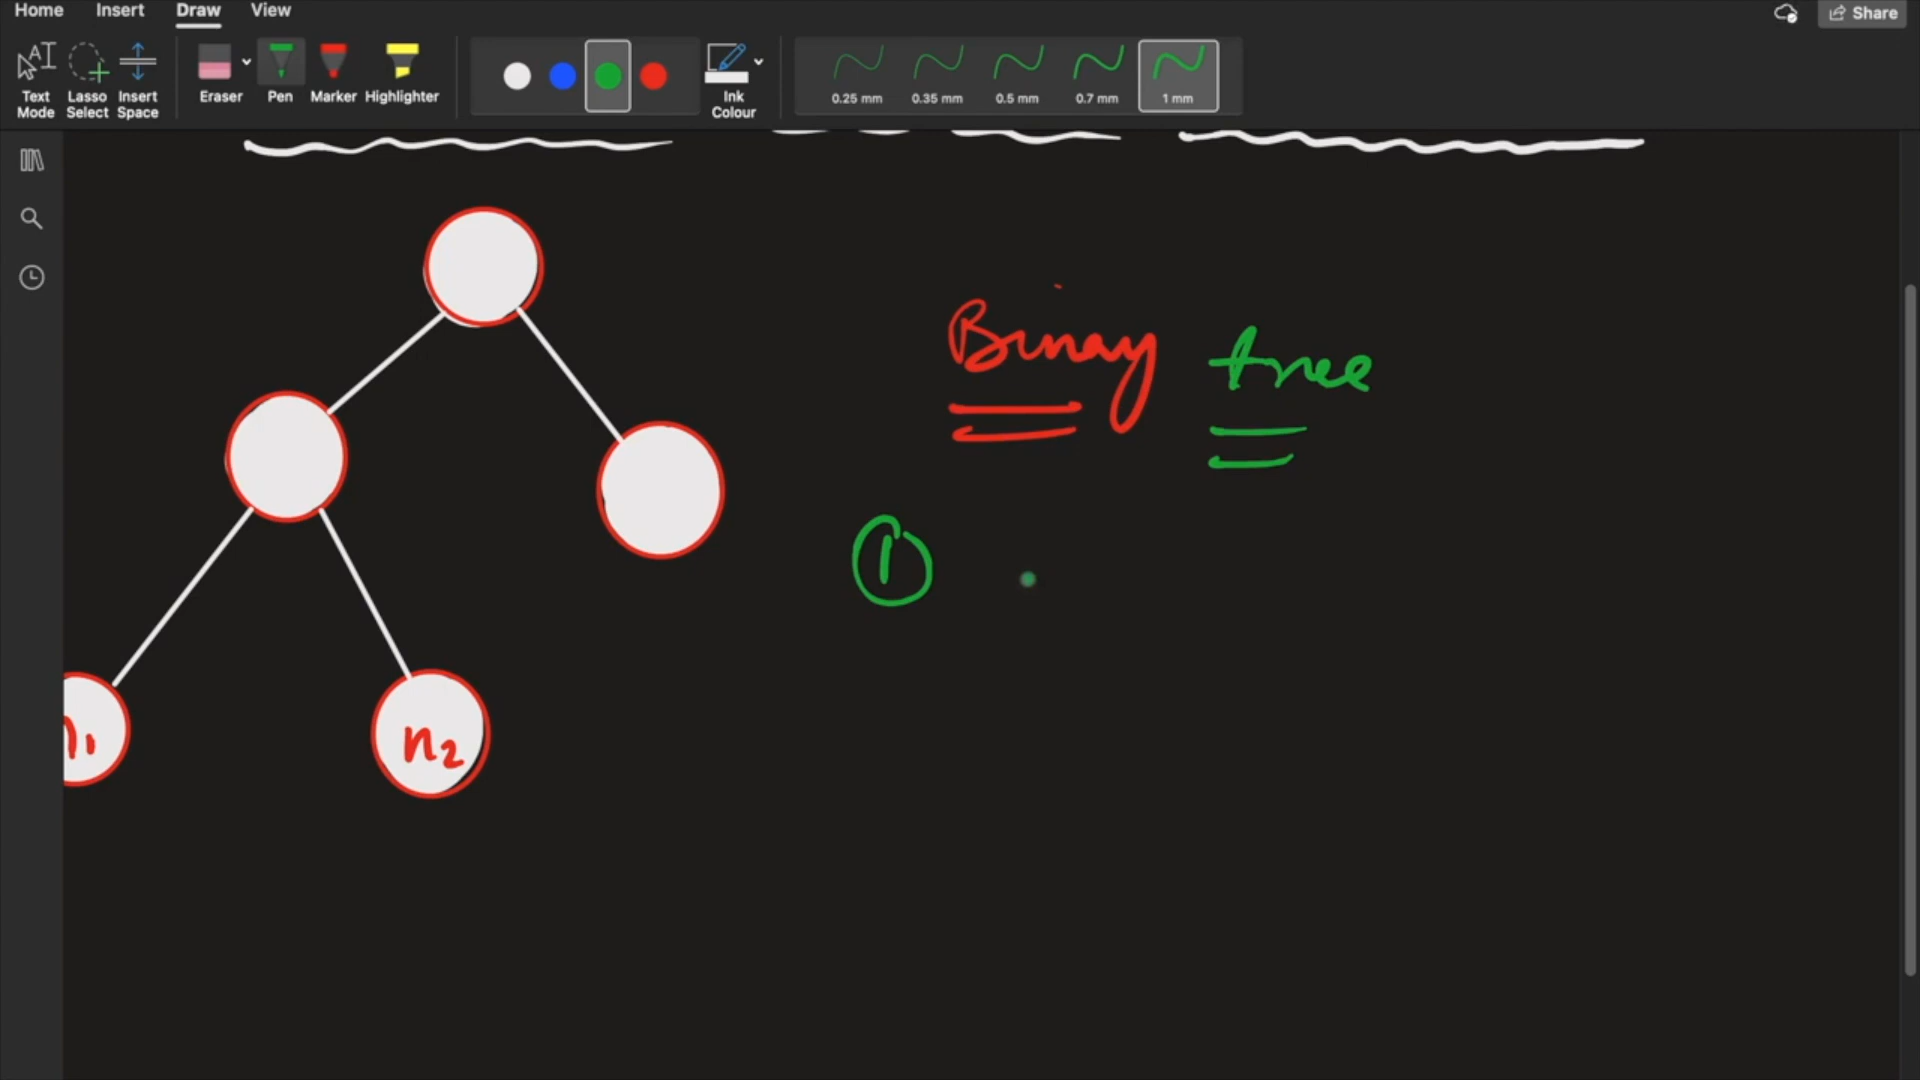 Home Insert Draw View
Share
Text Mode
Lasso Select
Insert Space
Eraser
Pen
Marker
Highlighter
Ink Colour
0.25 mm
0.35 mm
0.5 mm
0.7 mm
1 mm
Binay tree
1
n2